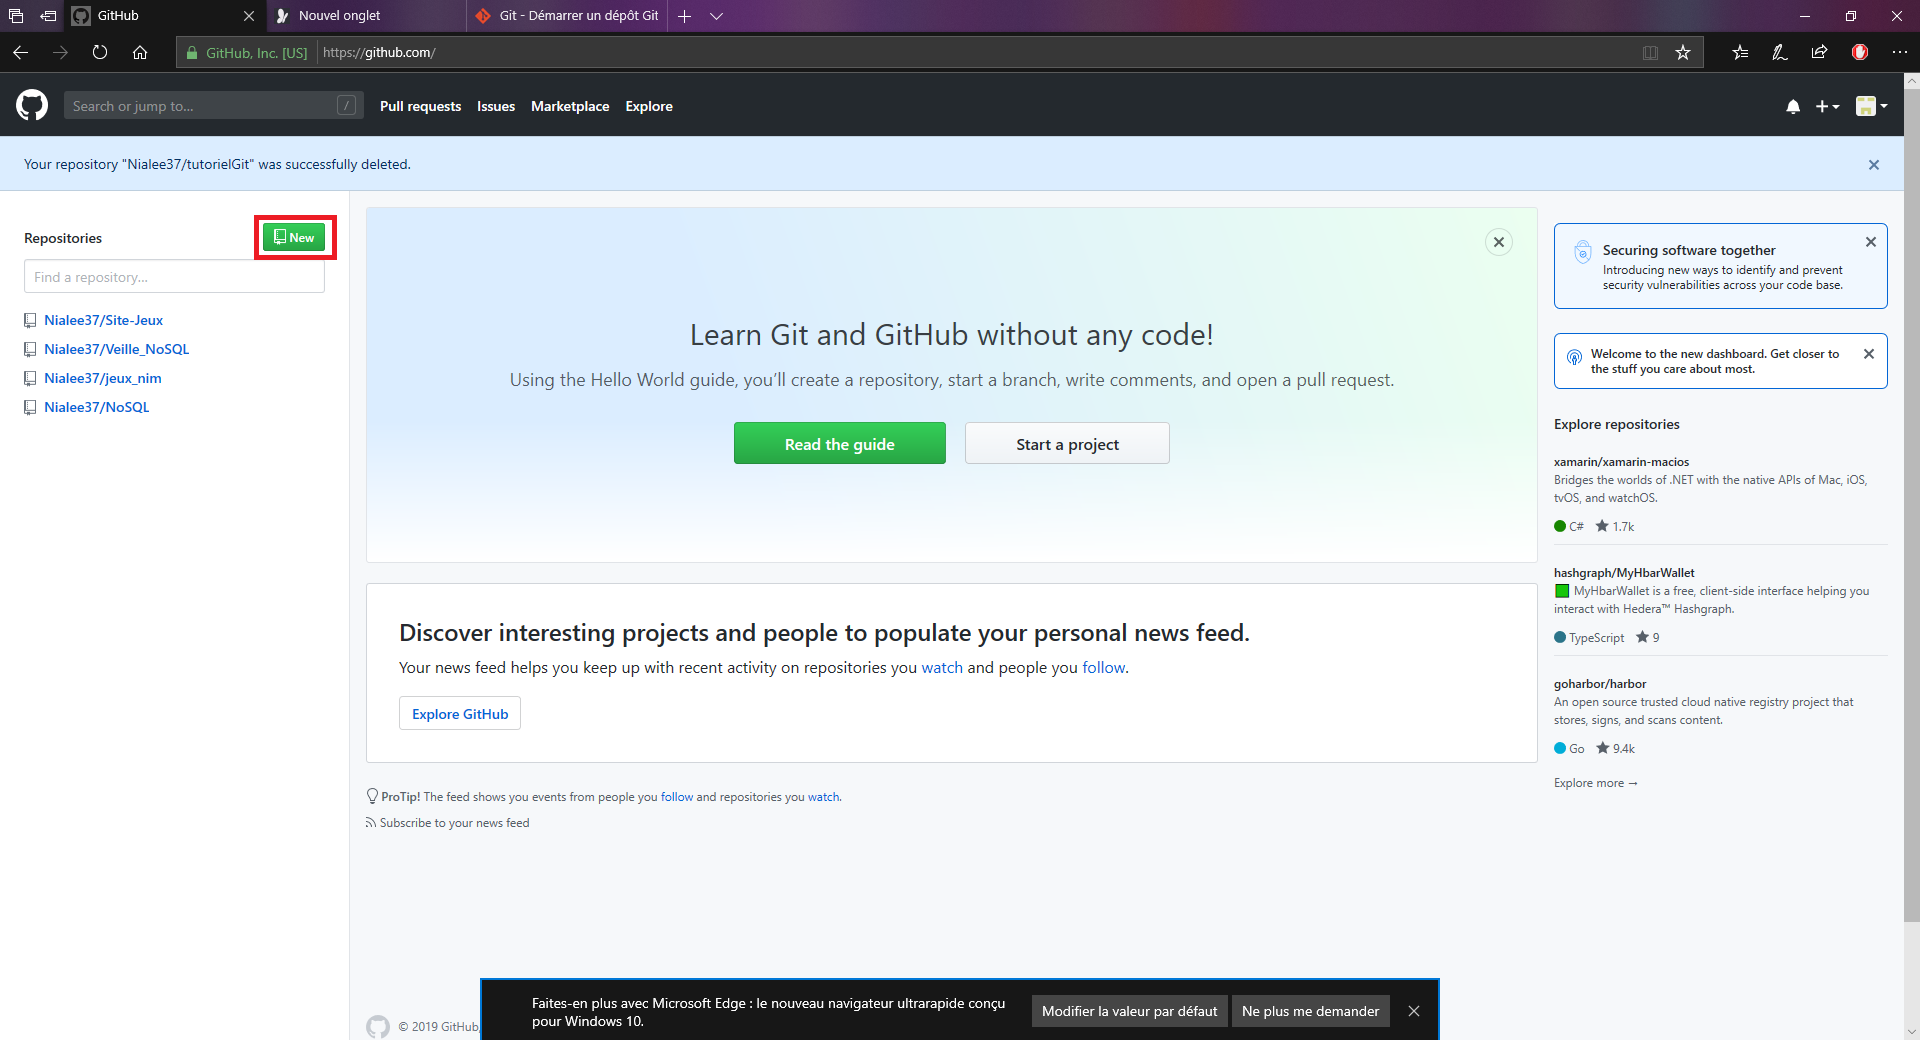 GitHub
Nouvel onglet
Git - Démarrer un dépôt Git
GitHub, Inc. [US]
https://github.com/
Search or jump to...
/
Pull requests
Issues
Marketplace
Explore
Your repository "Nialee37/tutorielGit" was successfully deleted.
Repositories
New
Find a repository...
Nialee37/Site-Jeux
Nialee37/Veille_NoSQL
Nialee37/jeux_nim
Nialee37/NoSQL
Learn Git and GitHub without any code!
Using the Hello World guide, you’ll create a repository, start a branch, write comments, and open a pull request.
Read the guide
Start a project
Discover interesting projects and people to populate your personal news feed.
Your news feed helps you keep up with recent activity on repositories you watch and people you follow.
Explore GitHub
ProTip! The feed shows you events from people you follow and repositories you watch.
Subscribe to your news feed
Securing software together
Introducing new ways to identify and prevent
security vulnerabilities across your code base.
Welcome to the new dashboard. Get closer to
the stuff you care about most.
Explore repositories
xamarin/xamarin-macios
Bridges the worlds of .NET with the native APIs of Mac, iOS,
tvOS, and watchOS.
C# 1.7k
hashgraph/MyHbarWallet
MyHbarWallet is a free, client-side interface helping you
interact with Hedera™ Hashgraph.
TypeScript 9
goharbor/harbor
An open source trusted cloud native registry project that
stores, signs, and scans content.
Go 9.4k
Explore more →
© 2019 GitHub,
Faites-en plus avec Microsoft Edge : le nouveau navigateur ultrarapide conçu
pour Windows 10.
Modifier la valeur par défaut
Ne plus me demander